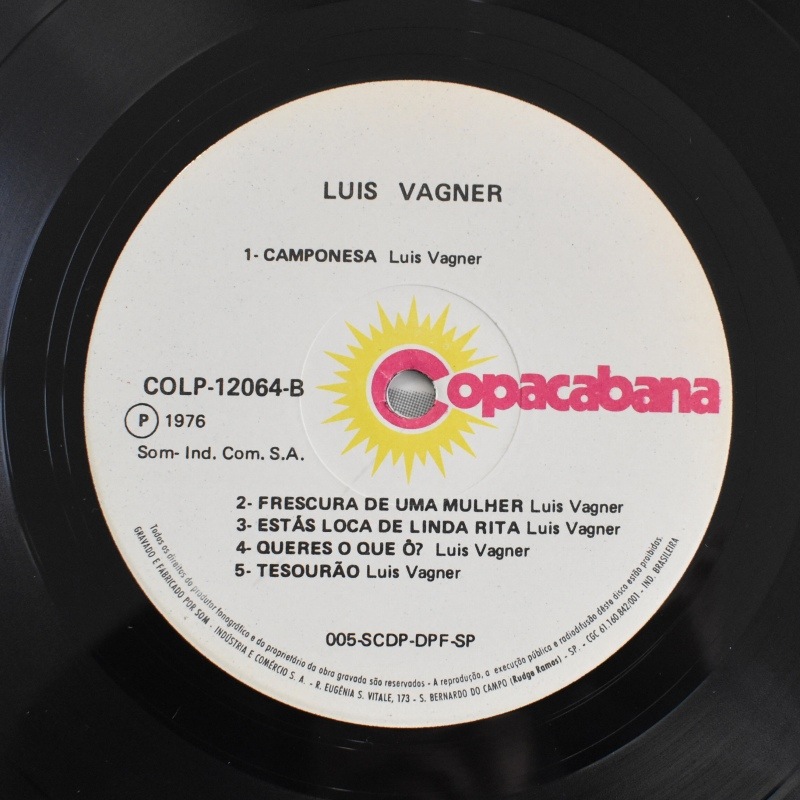 LUIS VAGNER
1- CAMPONESA Luis Vagner
COLP-12064-B
Copacabana
P 1976
Som- Ind. Com. S.A.
2- FRESCURA DE UMA MULHER Luis Vagner
3- ESTÁS LOCA DE LINDA RITA Luis Vagner
4- QUERES O QUE Ô? Luis Vagner
5- TESOURÃO Luis Vagner
005-SCDP-DPF-SP
Todos os direitos do produtor fonográfico e do proprietário da obra gravada são reservados - A reprodução, a execução pública e radiodifusão dêste disco estão proibidas.
GRAVADO E FABRICADO POR SOM - INDÚSTRIA E COMÉRCIO S. A. - R. EUGÊNIA S. VITALE, 173 - S. BERNARDO DO CAMPO (Rudge Ramos) - SP. - CGC 61.160.842:001 - IND. BRASILEIRA